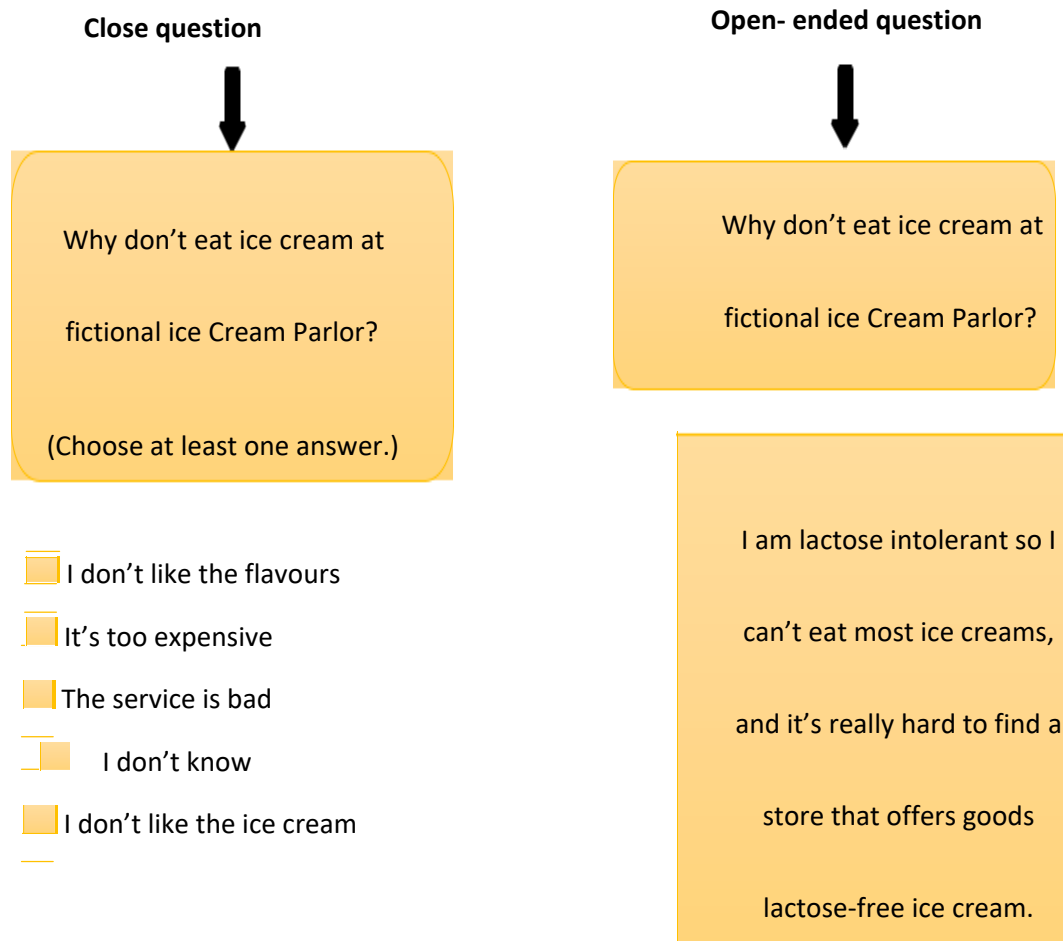 Close question
Why don’t eat ice cream at
fictional ice Cream Parlor?
(Choose at least one answer.)
I don’t like the flavours
It’s too expensive
The service is bad
I don’t know
I don’t like the ice cream
Open- ended question
Why don’t eat ice cream at
fictional ice Cream Parlor?
I am lactose intolerant so I
can’t eat most ice creams,
and it’s really hard to find a
store that offers goods
lactose-free ice cream.